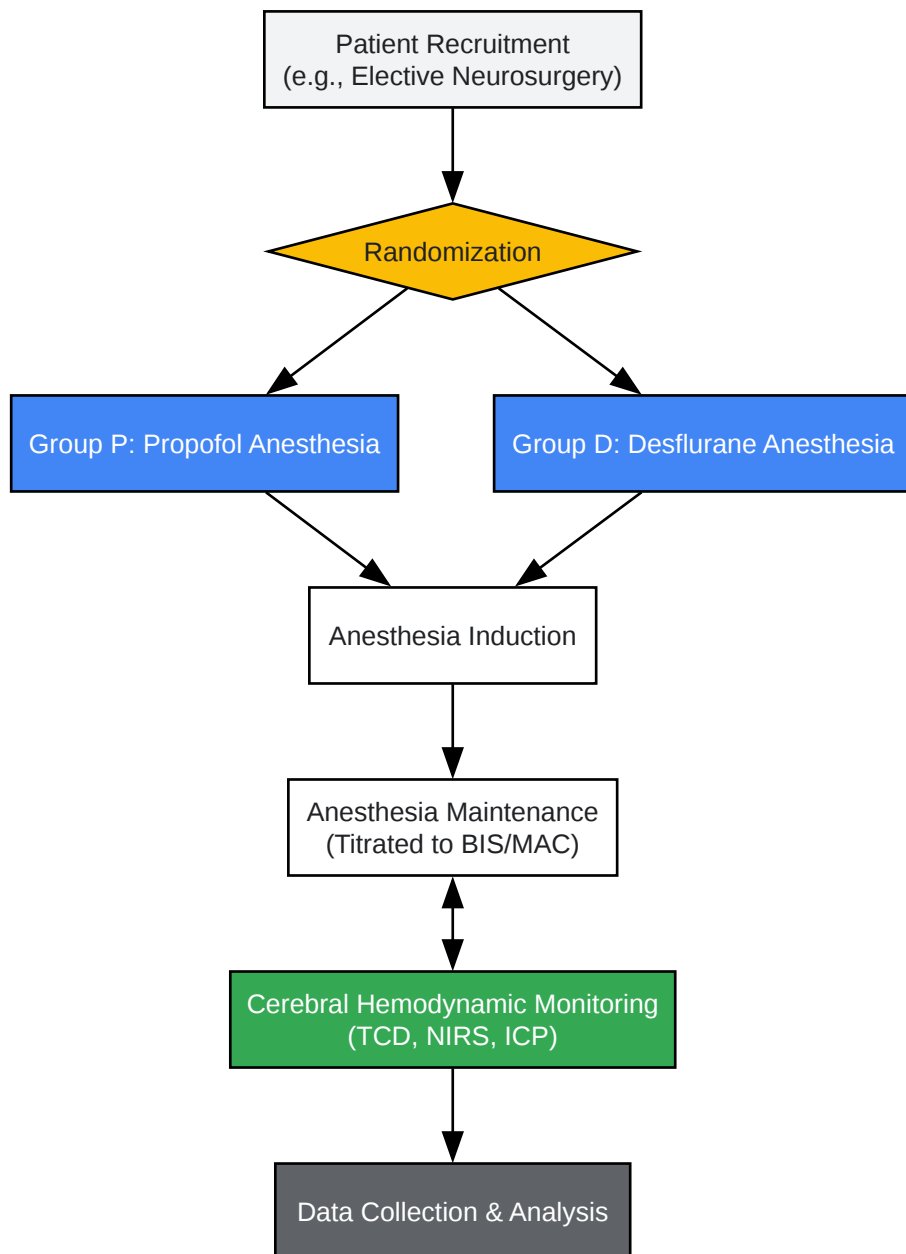 Patient Recruitment
(e.g., Elective Neurosurgery)
Randomization
Group P: Propofol Anesthesia
Group D: Desflurane Anesthesia
Anesthesia Induction
Anesthesia Maintenance
(Titrated to BIS/MAC)
Cerebral Hemodynamic Monitoring
(TCD, NIRS, ICP)
Data Collection & Analysis